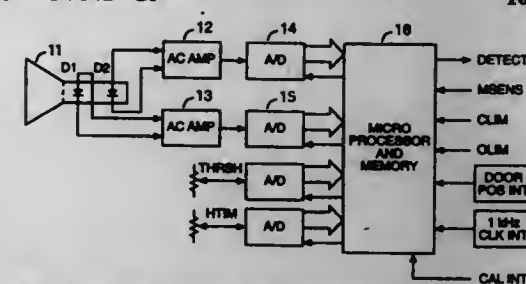 11
D1
D2
12
AC AMP
14
A/D
13
AC AMP
15
A/D
THRSH
A/D
HTIM
A/D
16
MICRO
PROCESSOR
AND
MEMORY
DETECT
MSENS
CLIM
OLIM
DOOR
POS INT
1 kHz
CLK INT
CAL INT